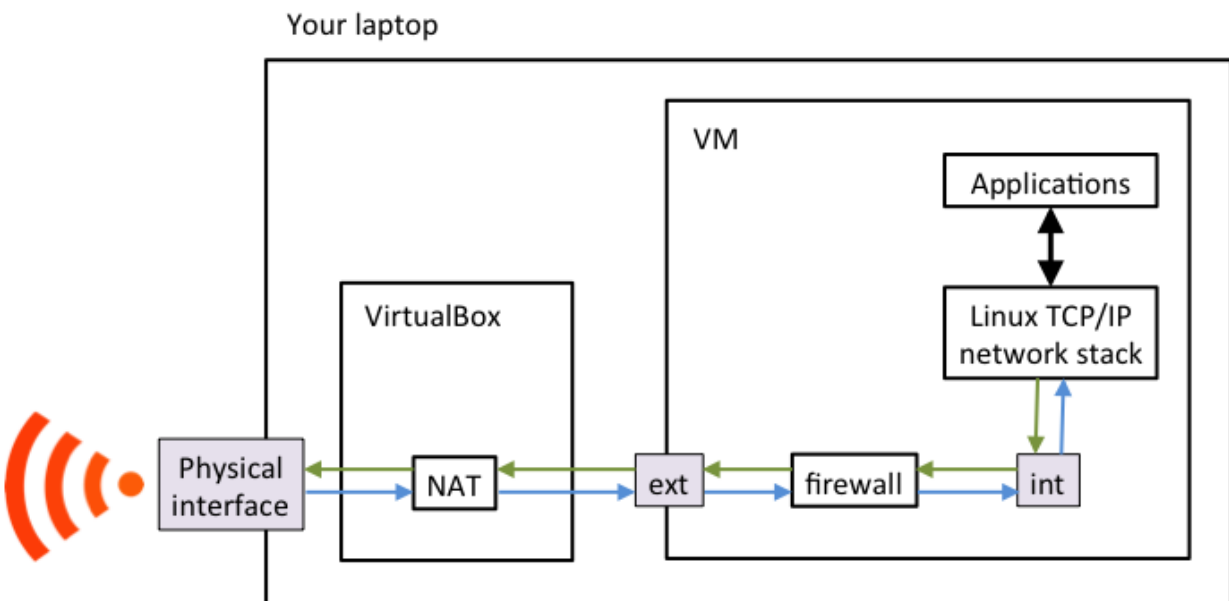 Your laptop
VM
Applications
VirtualBox
Linux TCP/IP
network stack
Physical
interface
NAT
ext
firewall
int